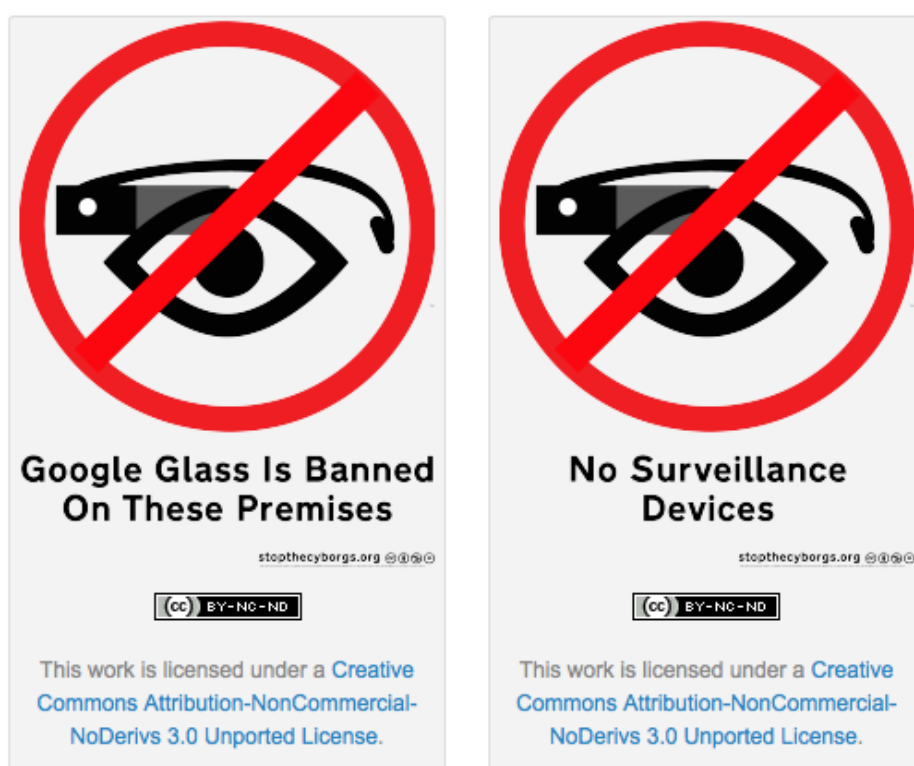 Google Glass Is Banned
On These Premises
stopthecyborgs.org
(cc) BY-NC-ND
This work is licensed under a Creative
Commons Attribution-NonCommercial-
NoDerivs 3.0 Unported License.
No Surveillance
Devices
stopthecyborgs.org
(cc) BY-NC-ND
This work is licensed under a Creative
Commons Attribution-NonCommercial-
NoDerivs 3.0 Unported License.